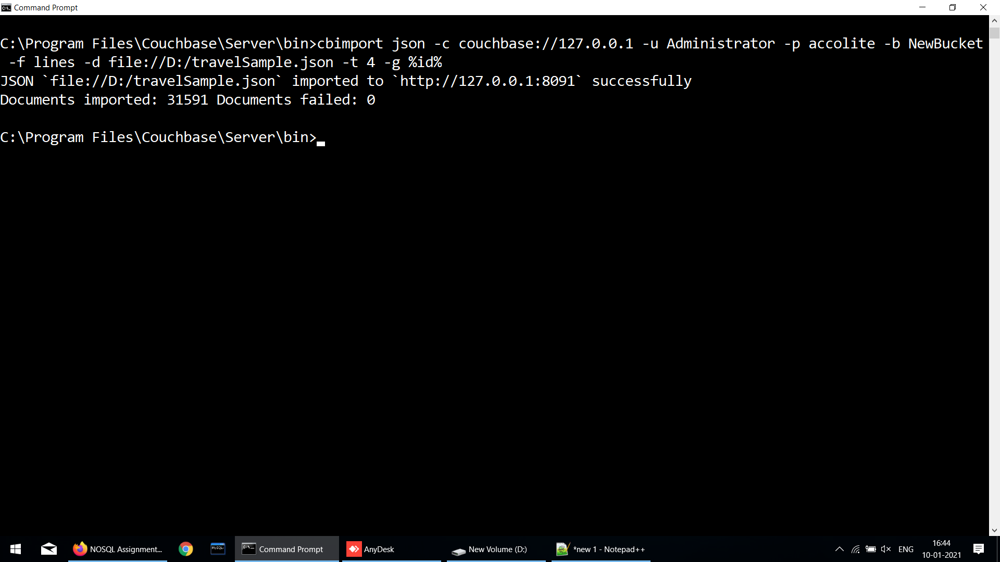 Command Prompt
C:\Program Files\Couchbase\Server\bin>cbimport json -c couchbase://127.0.0.1 -u Administrator -p accolite -b NewBucket
-f lines -d file://D:/travelSample.json -t 4 -g %id%
JSON `file://D:/travelSample.json` imported to `http://127.0.0.1:8091` successfully
Documents imported: 31591 Documents failed: 0
C:\Program Files\Couchbase\Server\bin>
NOSQL Assignment...
MySQL
Command Prompt
AnyDesk
New Volume (D:)
*new 1 - Notepad++
ENG
16:44
10-01-2021